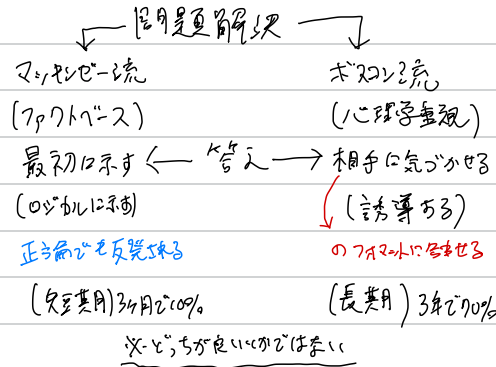 問題解決
マッキンゼー流 ボスコン流
(ファクトベース) (心理学重視)
最初に示す ← 答え → 相手に気づかせる
(ロジカルに示す) (誘導ある)
正論でも反発される のフォマットに合わせる
(短期)3ヶ月で10% (長期)3年で70%
※どっちが良いとかではない